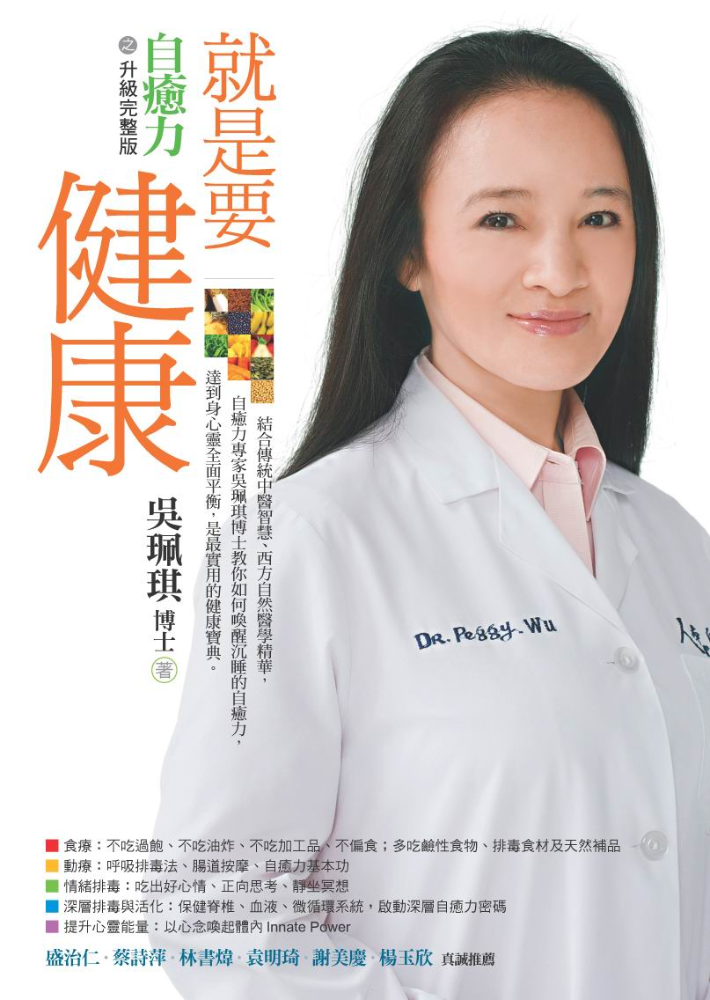 就是要
健康
自癒力
之升級完整版
結合傳統中醫智慧、西方自然醫學精華，
自癒力專家吳珮琪博士教你如何喚醒沉睡的自癒力，
達到身心靈全面平衡，是最實用的健康寶典。
吳珮琪 博士 著
DR. Peggy. Wu
食療：不吃過飽、不吃油炸、不吃加工品、不偏食；多吃鹼性食物、排毒食材及天然補品
動療：呼吸排毒法、腸道按摩、自癒力基本功
情緒排毒：吃出好心情、正向思考、靜坐冥想
深層排毒與活化：保健脊椎、血液、微循環系統，啟動深層自癒力密碼
提升心靈能量：以心念喚起體內 Innate Power
盛治仁・蔡詩萍・林書煒・袁明琦・謝美慶・楊玉欣 真誠推薦